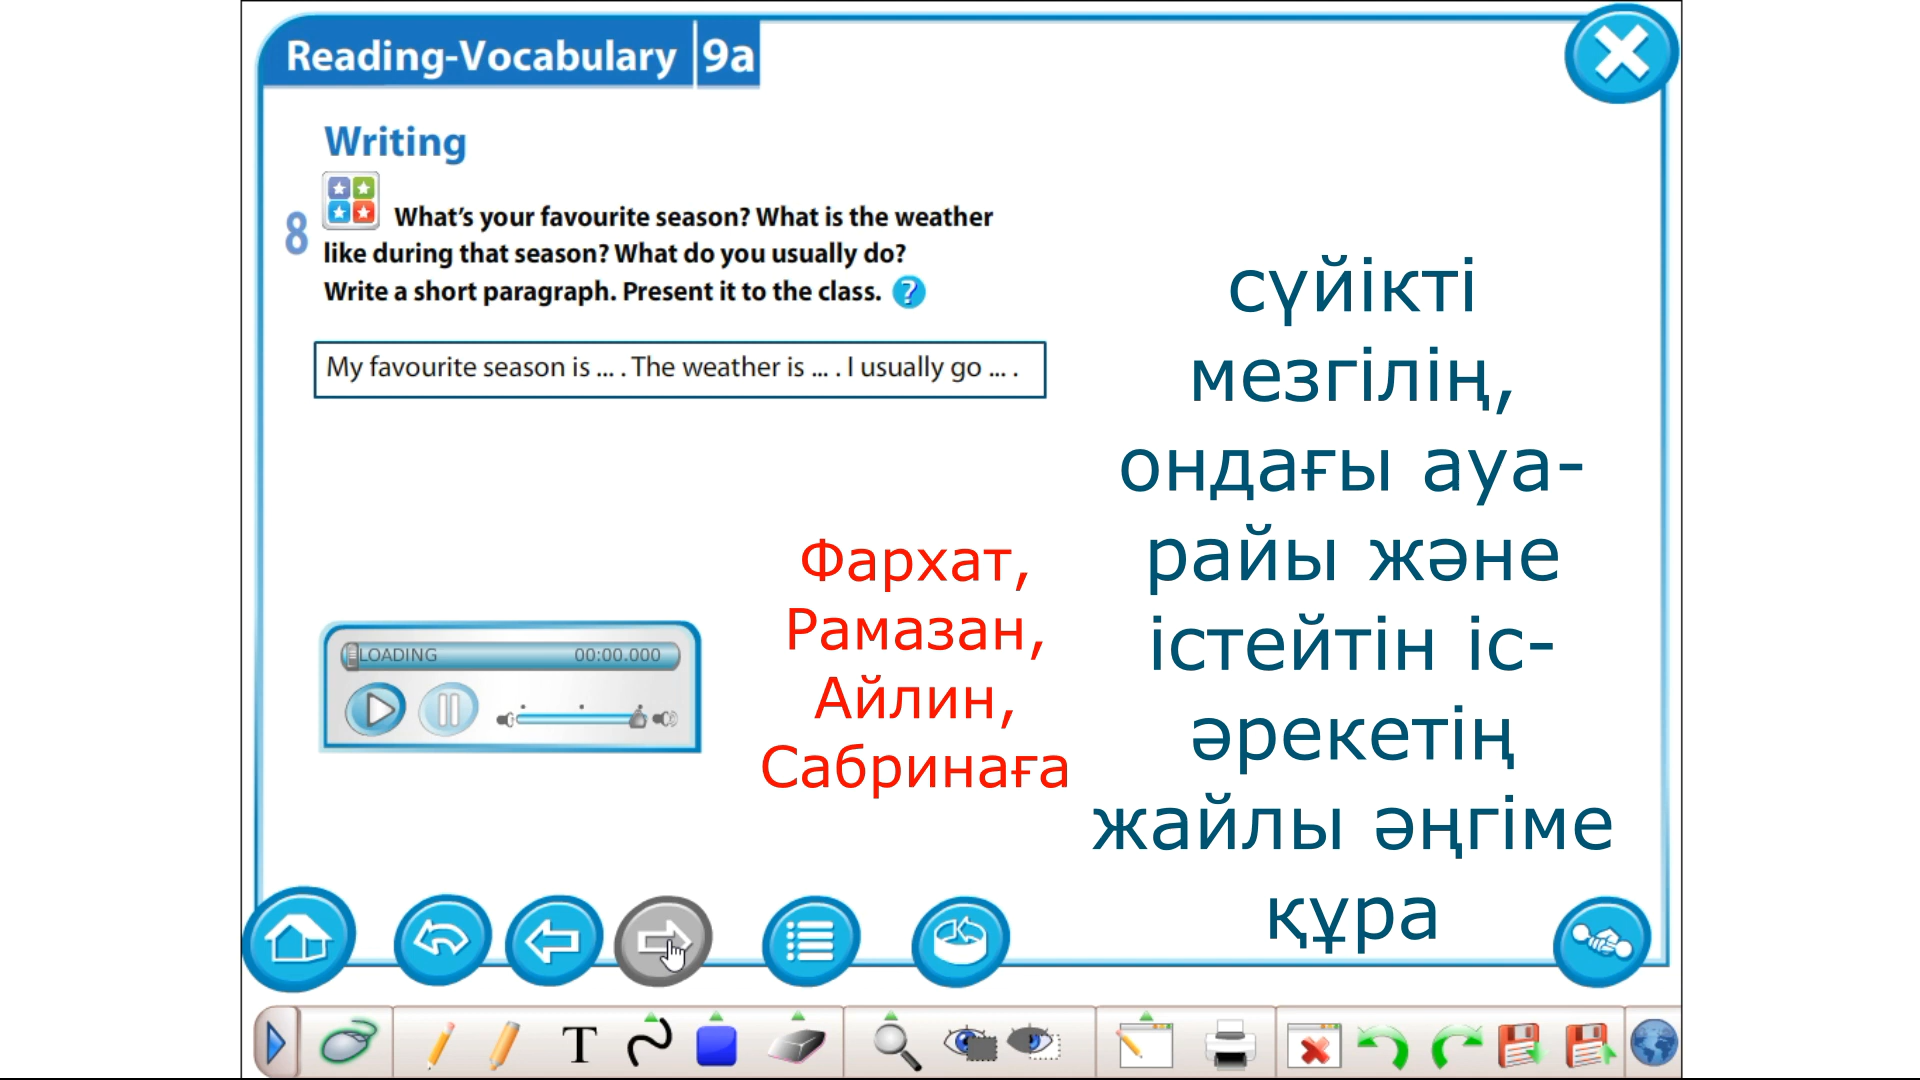 Reading-Vocabulary 9a
Writing
8 What's your favourite season? What is the weather
like during that season? What do you usually do?
Write a short paragraph. Present it to the class. ?
My favourite season is ... . The weather is ... . I usually go ... .
сүйікті
мезгілің,
ондағы ауа-
райы және
істейтін іс-
әрекетің
жайлы әңгіме
құра
Фархат,
Рамазан,
Айлин,
Сабринаға
LOADING 00:00.000
T